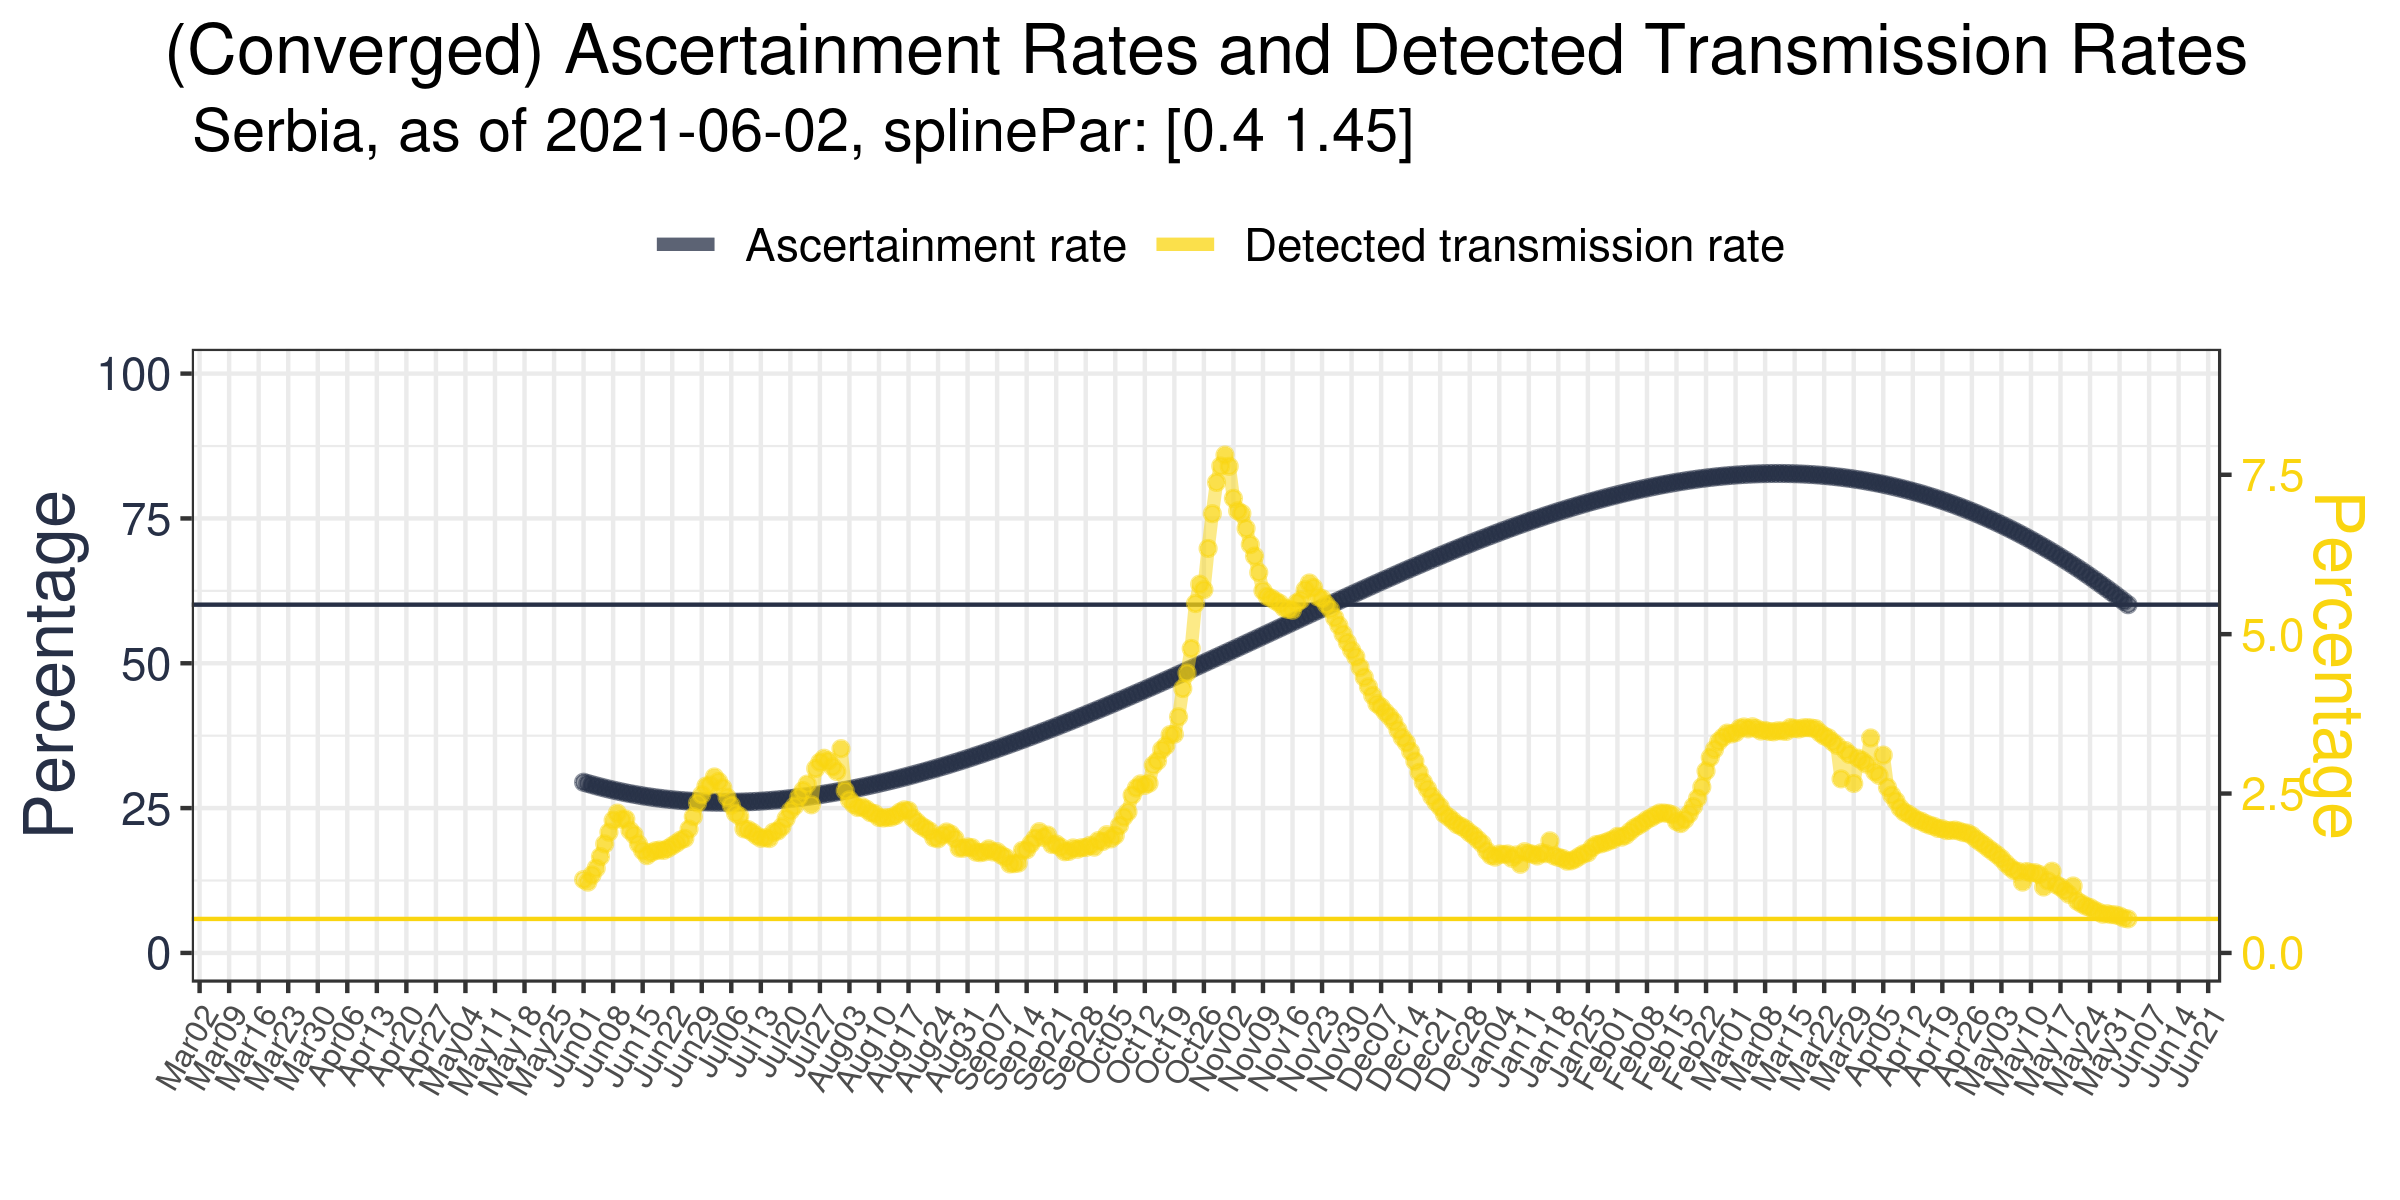 (Converged) Ascertainment Rates and Detected Transmission Rates
Serbia, as of 2021-06-02, splinePar: [0.4 1.45]
Ascertainment rate
Detected transmission rate
Percentage
100
75
50
25
0
7.5
5.0
2.5
0.0
Percentage
Mar02
Mar09
Mar16
Mar23
Mar30
Apr06
Apr13
Apr20
Apr27
May04
May11
May18
May25
Jun01
Jun08
Jun15
Jun22
Jun29
Jul06
Jul13
Jul20
Jul27
Aug03
Aug10
Aug17
Aug24
Aug31
Sep07
Sep14
Sep21
Sep28
Oct05
Oct12
Oct19
Oct26
Nov02
Nov09
Nov16
Nov23
Nov30
Dec07
Dec14
Dec21
Dec28
Jan04
Jan11
Jan18
Jan25
Feb01
Feb08
Feb15
Feb22
Mar01
Mar08
Mar15
Mar22
Mar29
Apr05
Apr12
Apr19
Apr26
May03
May10
May17
May24
May31
Jun07
Jun14
Jun21